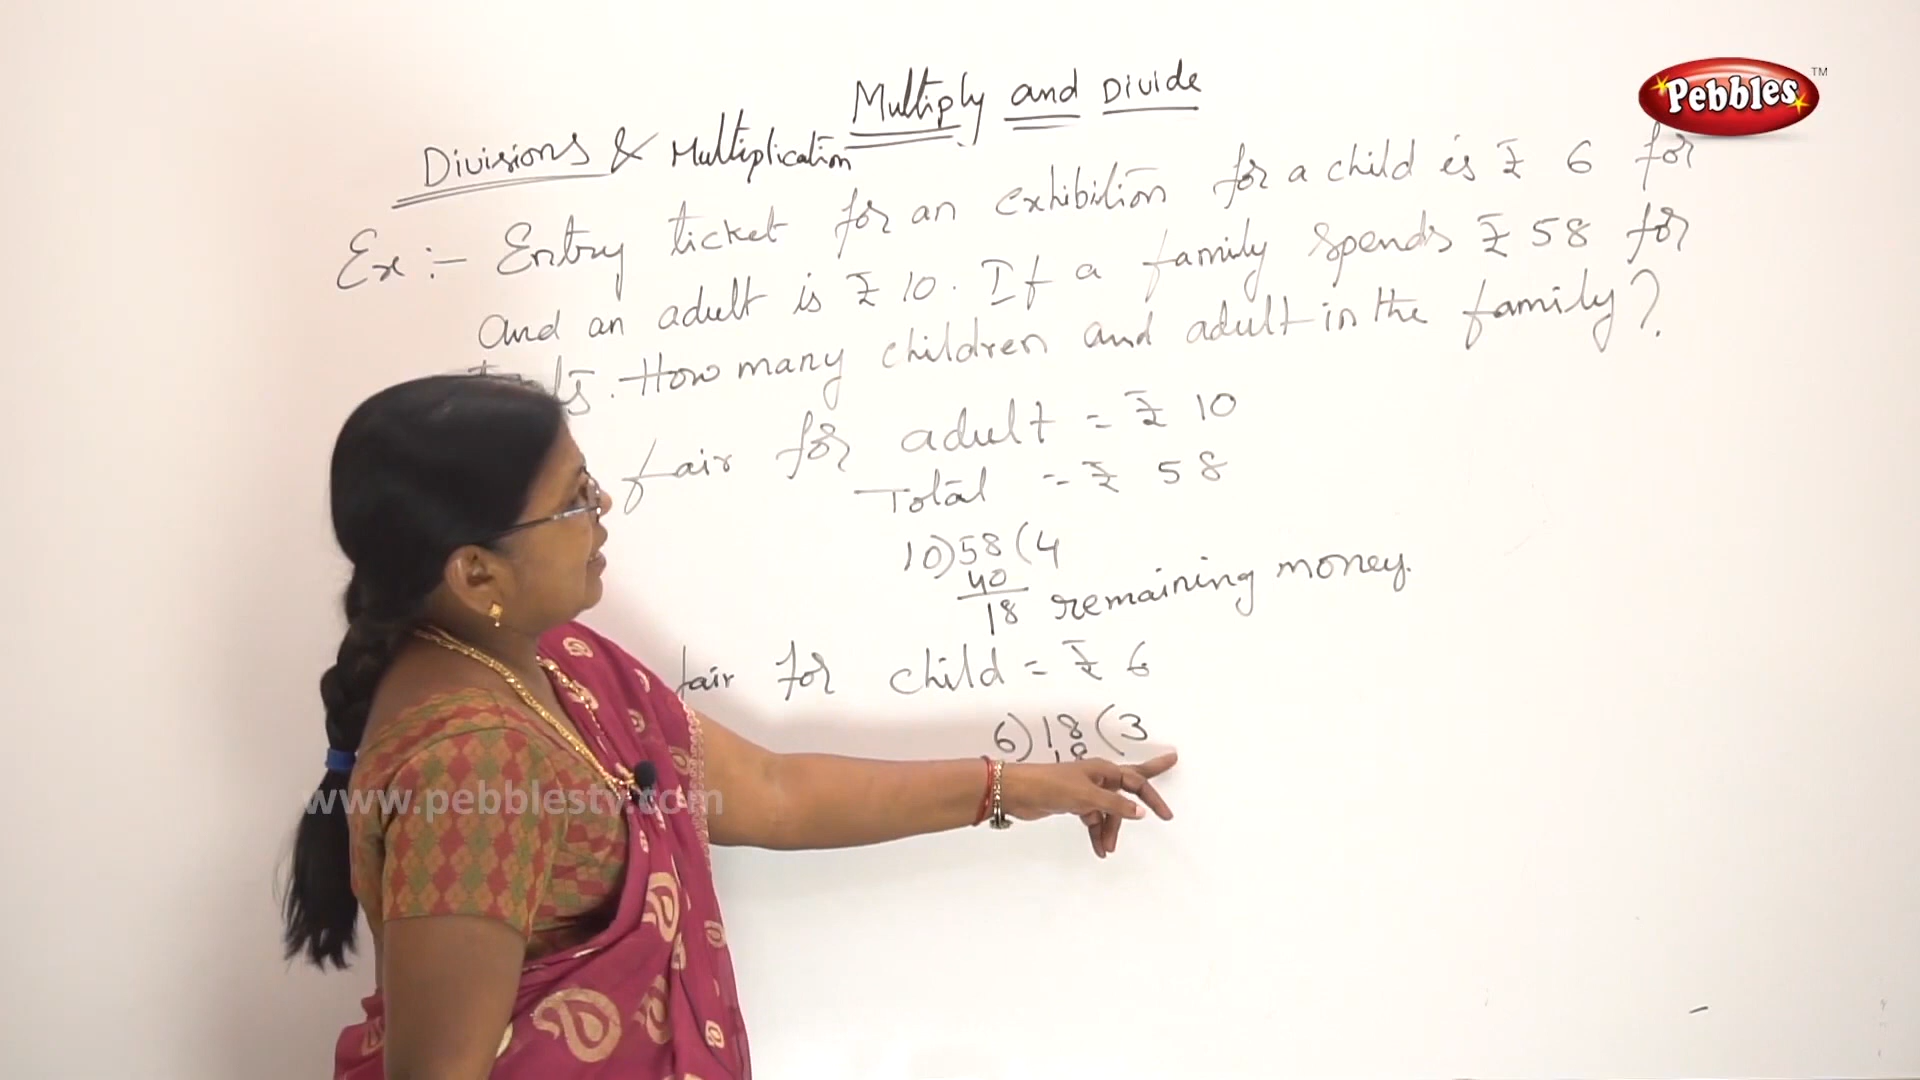 Multiply and Divide
Pebbles™
Divisions & Multiplication
Ex :- Entry ticket for an exhibition for a child is ₹ 6 for
and an adult is ₹ 10. If a family spends ₹ 58 for
How many children and adult in the family?
fair for adult = ₹ 10
Total = ₹ 58
10)58(4
40
18 remaining money.
fair for child = ₹ 6
6)18(3
18
www.pebblestv.com